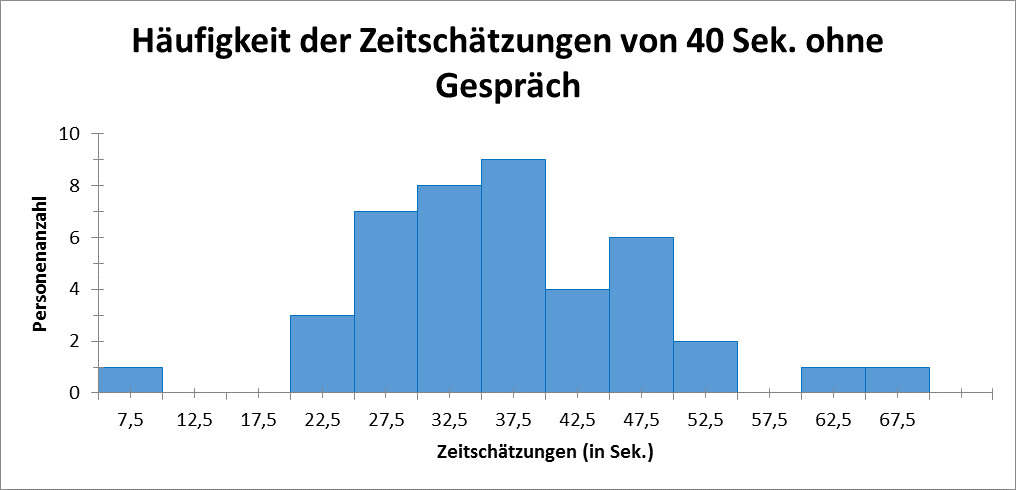 Häufigkeit der Zeitschätzungen von 40 Sek. ohne
Gespräch
Personenanzahl
10
8
6
4
2
0
7,5 12,5 17,5 22,5 27,5 32,5 37,5 42,5 47,5 52,5 57,5 62,5 67,5
Zeitschätzungen (in Sek.)